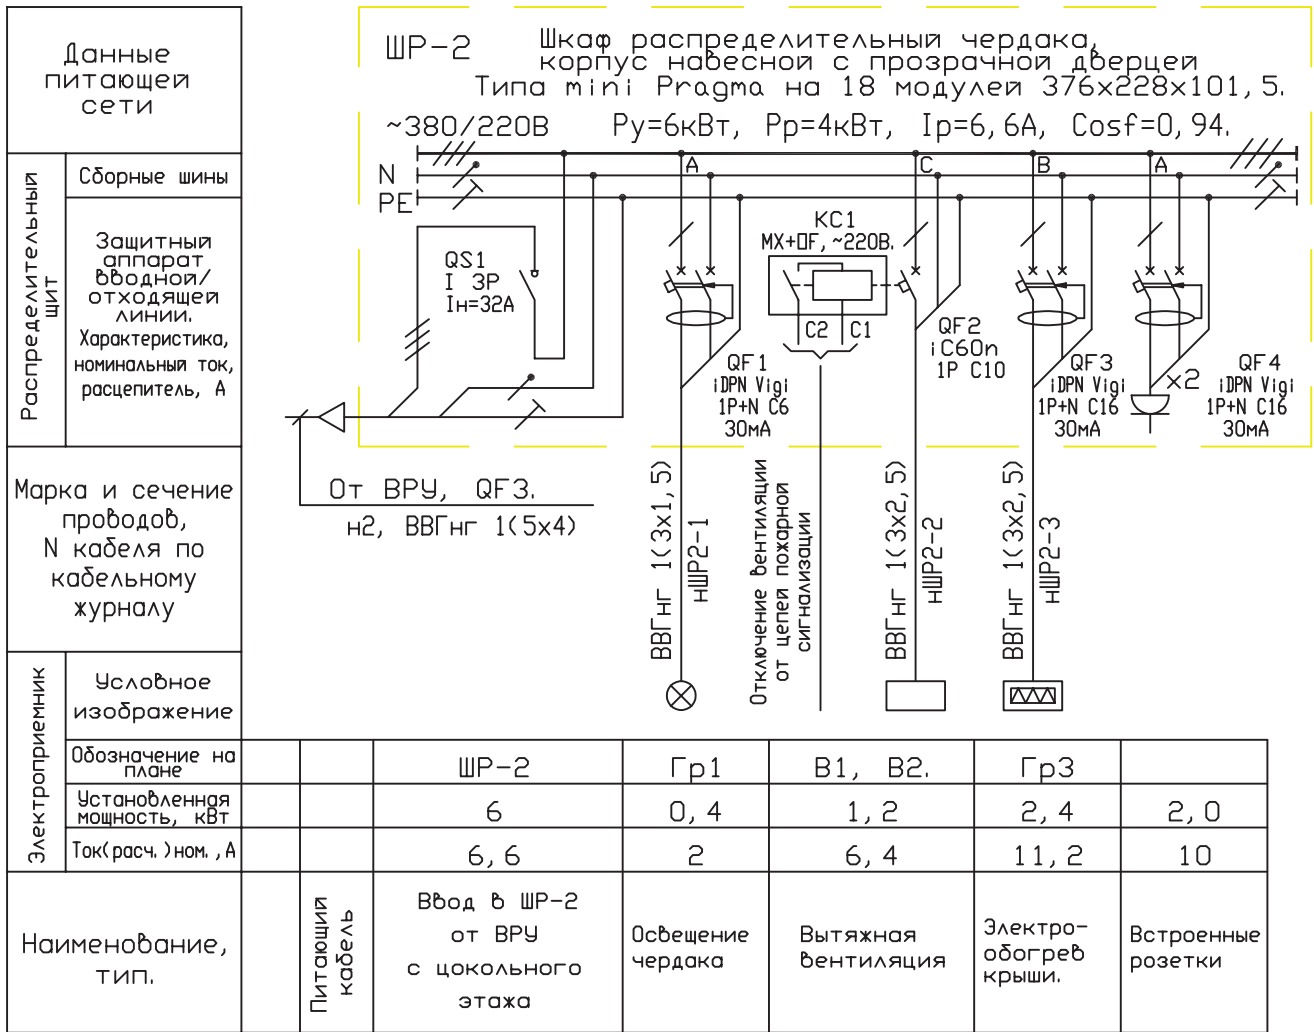 Данные
питающей
сети
ШР-2
Шкаф распределительный чердака,
корпус навесной с прозрачной дверцей
Типа mini Pragma на 18 модулей 376х228х101,5.
~380/220В Ру=6кВт, Рр=4кВт, Iр=6,6А, Cosf=0,94.
Распределительный
щит
Сборные шины
N
PE
A
C
B
A
Защитный
аппарат
вводной/
отходящей
линии.
Характеристика,
номинальный ток,
расцепитель, А
QS1
I 3P
Iн=32А
КС1
MX+OF, ~220В.
С2
С1
QF1
iDPN Vigi
1P+N C6
30мА
QF2
iC60n
1P C10
QF3
iDPN Vigi
1P+N C16
30мА
x2
QF4
iDPN Vigi
1P+N C16
30мА
Марка и сечение
проводов,
N кабеля по
кабельному
журналу
От ВРУ, QF3.
н2, ВВГнг 1(5х4)
ВВГнг 1(3х1,5)
нШР2-1
Отключение вентиляции
от цепей пожарной
сигнализации
ВВГнг 1(3х2,5)
нШР2-2
ВВГнг 1(3х2,5)
нШР2-3
Электроприемник
Условное
изображение
Обозначение на
плане
ШР-2
Гр1
В1, В2.
Гр3
Установленная
мощность, кВт
6
0,4
1,2
2,4
2,0
Ток(расч.)ном.,А
6,6
2
6,4
11,2
10
Наименование,
тип.
Питающий
кабель
Ввод в ШР-2
от ВРУ
с цокольного
этажа
Освещение
чердака
Вытяжная
вентиляция
Электро-
обогрев
крыши.
Встроенные
розетки